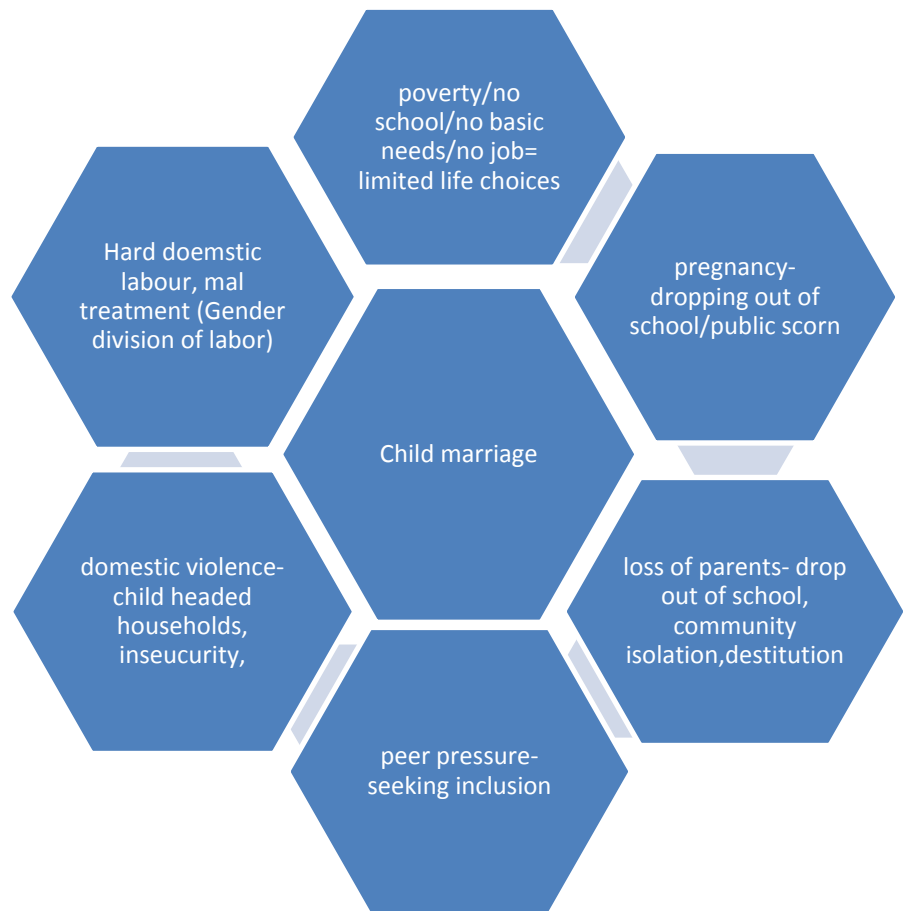 poverty/no
school/no basic
needs/no job=
limited life choices
pregnancy-
dropping out of
school/public scorn
loss of parents- drop
out of school,
community
isolation,destitution
peer pressure-
seeking inclusion
domestic violence-
child headed
households,
inseucurity,
Hard doemstic
labour, mal
treatment (Gender
division of labor)
Child marriage